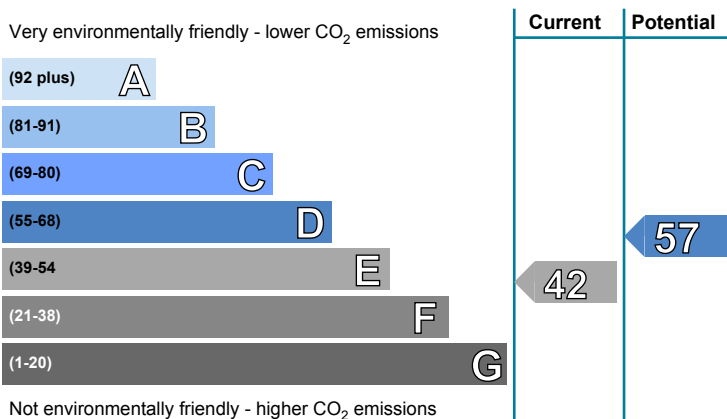 Current Potential
Very environmentally friendly - lower CO2 emissions
(92 plus) A
(81-91) B
(69-80) C
(55-68) D
57
(39-54 E
42
(21-38) F
(1-20) G
Not environmentally friendly - higher CO2 emissions